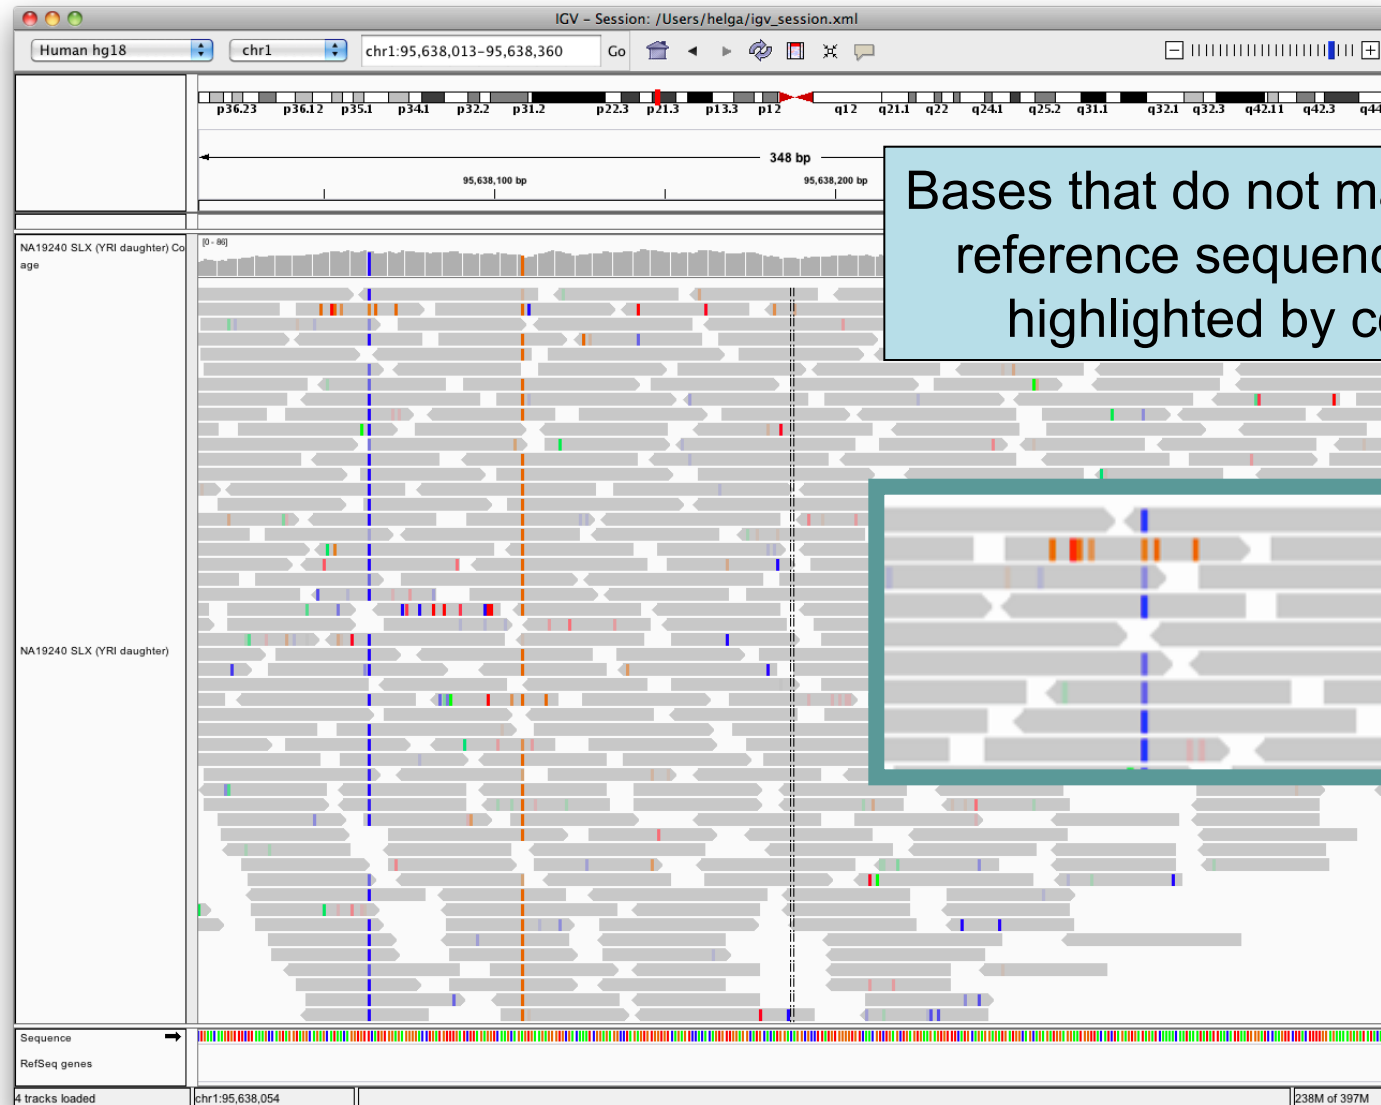 IGV – Session: /Users/helga/igv_session.xml
Human hg18 chr1 chr1:95,638,013-95,638,360 Go
p36.23 p36.12 p35.1 p34.1 p32.2 p31.2 p22.3 p21.3 p13.3 p12 q12 q21.1 q22 q24.1 q25.2 q31.1 q32.1 q32.3 q42.11 q42.3 q44
348 bp
95,638,100 bp 95,638,200 bp
Bases that do not ma
reference sequenc
highlighted by co
NA19240 SLX (YRI daughter) Co
age
[0 - 86]
NA19240 SLX (YRI daughter)
Sequence
RefSeq genes
4 tracks loaded chr1:95,638,054 238M of 397M